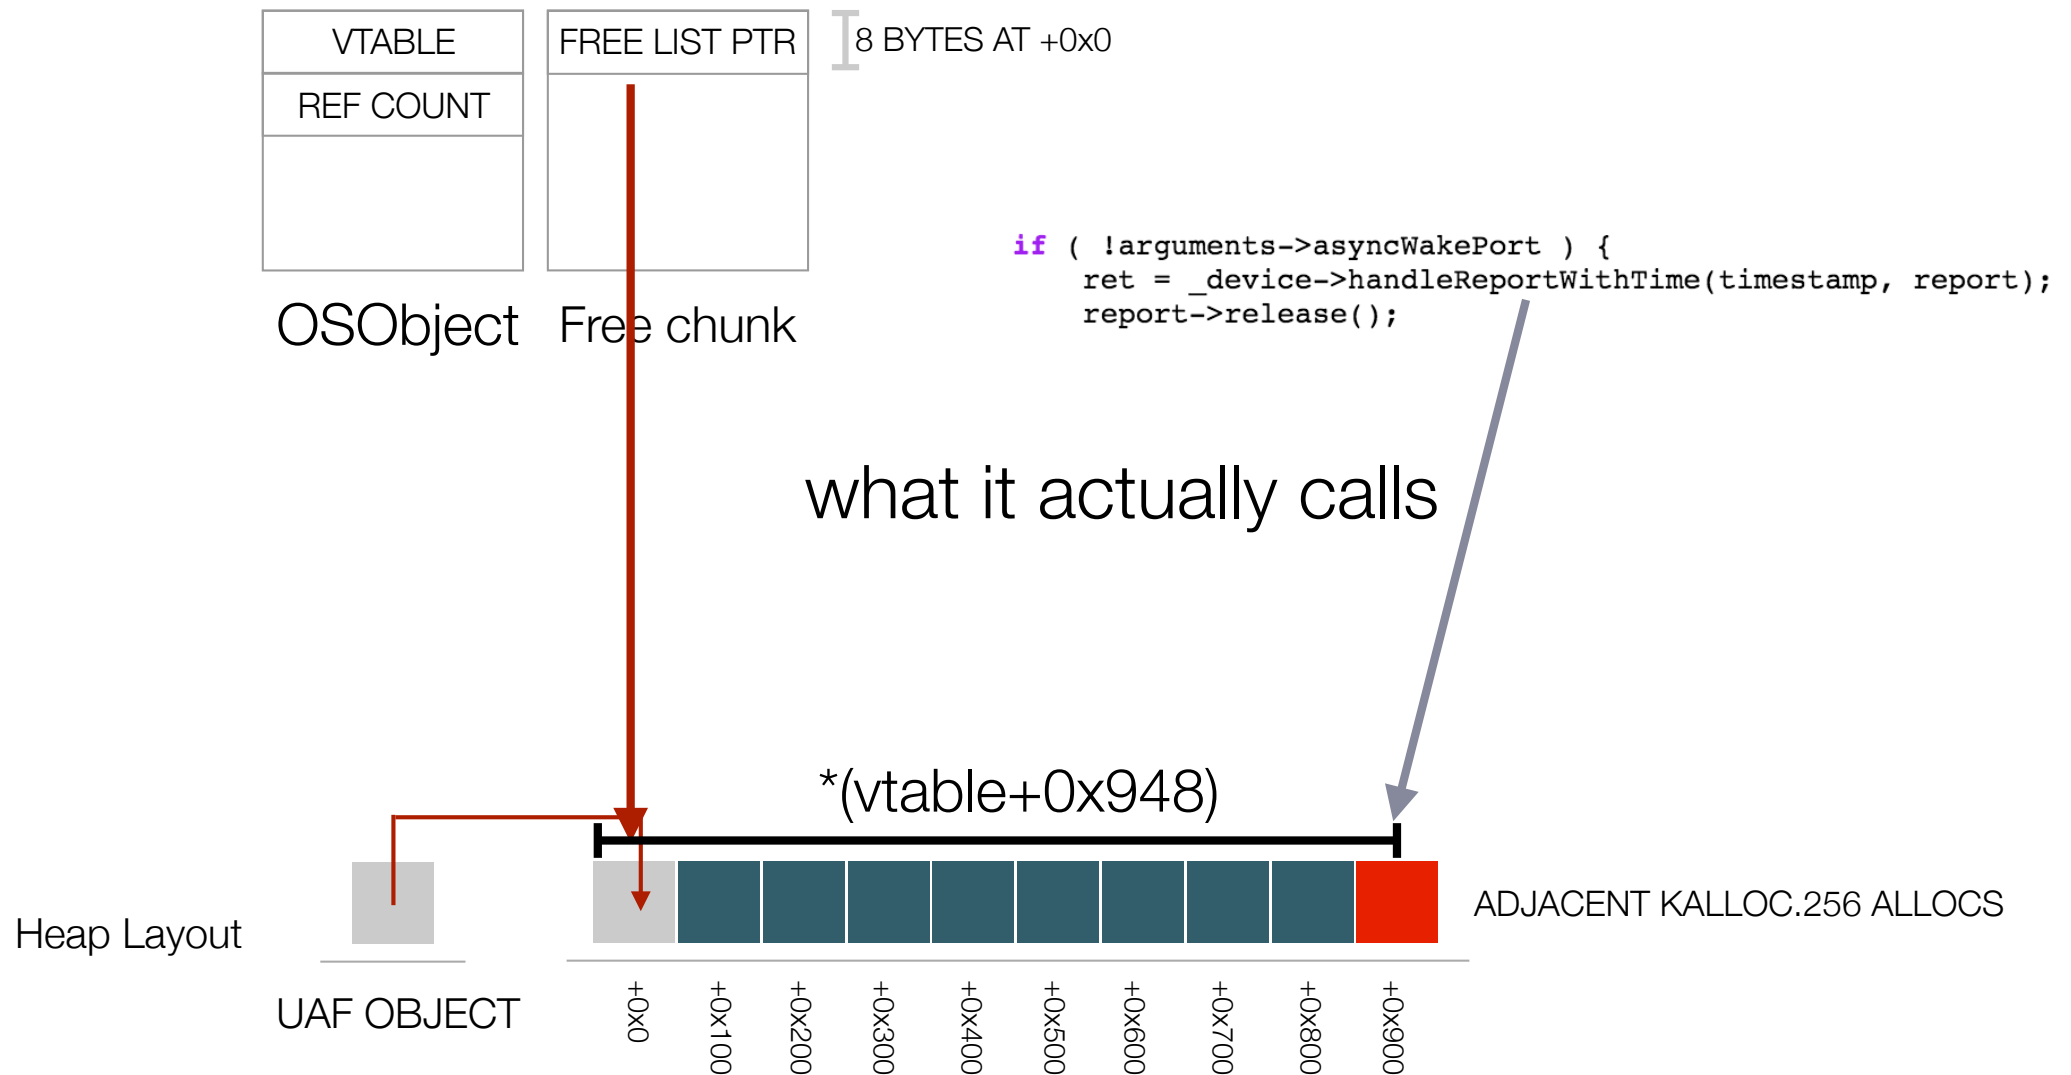 VTABLE
FREE LIST PTR
8 BYTES AT +0x0
REF COUNT
OSObject
Free chunk
if ( !arguments->asyncWakePort ) {
ret = _device->handleReportWithTime(timestamp, report);
report->release();
what it actually calls
*(vtable+0x948)
Heap Layout
UAF OBJECT
ADJACENT KALLOC.256 ALLOCS
+0x0
+0x100
+0x200
+0x300
+0x400
+0x500
+0x600
+0x700
+0x800
+0x900